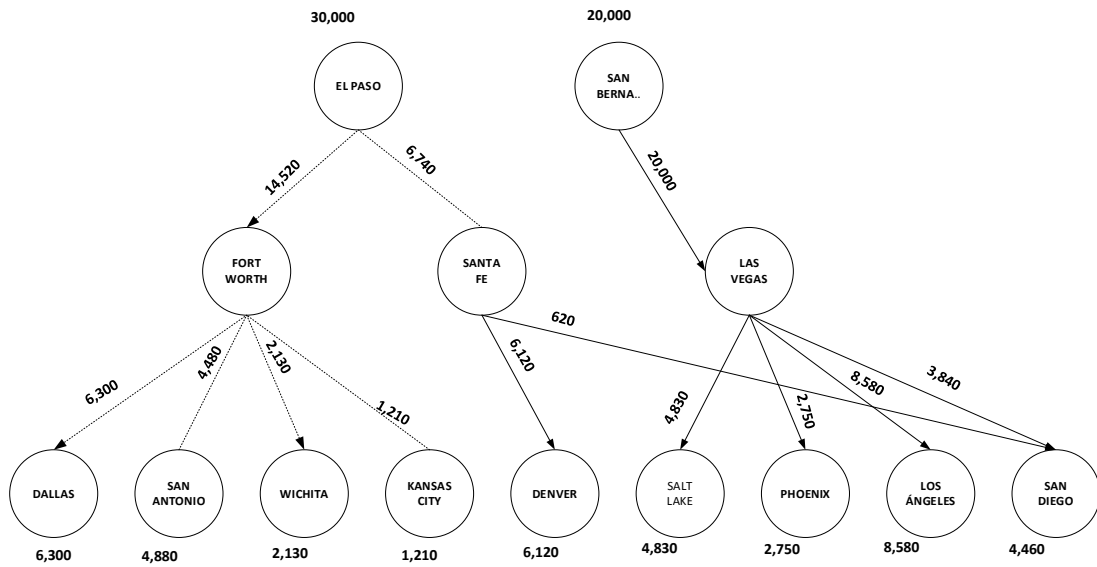 30,000
20,000
EL PASO
SAN
BERNA..
14,520
6,740
20,000
FORT
WORTH
SANTA
FE
LAS
VEGAS
6,300
4,480
2,130
1,210
6,120
620
4,830
2,750
8,580
3,840
DALLAS
SAN
ANTONIO
WICHITA
KANSAS
CITY
DENVER
SALT
LAKE
PHOENIX
LOS
ÁNGELES
SAN
DIEGO
6,300
4,880
2,130
1,210
6,120
4,830
2,750
8,580
4,460